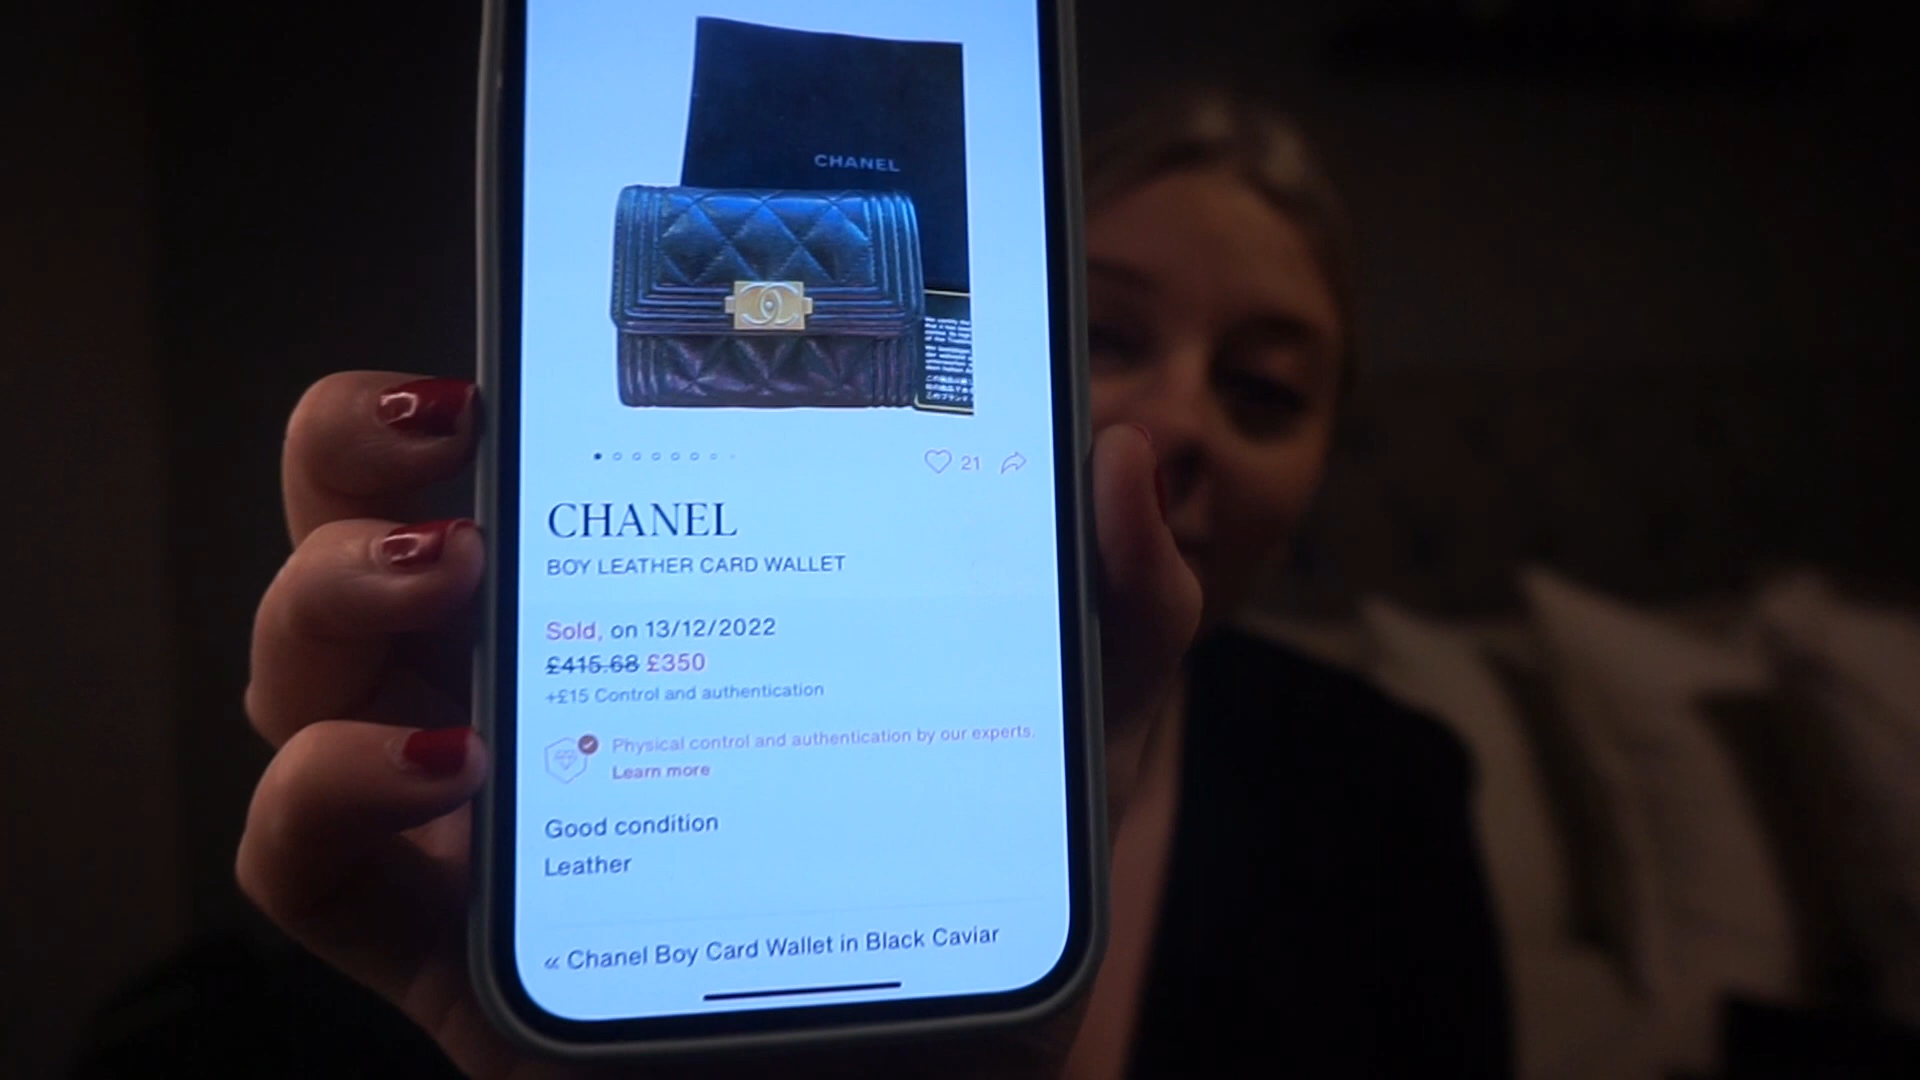 CHANEL
21
CHANEL
BOY LEATHER CARD WALLET
Sold, on 13/12/2022
£415.68 £350
+£15 Control and authentication
Physical control and authentication by our experts.
Learn more
Good condition
Leather
« Chanel Boy Card Wallet in Black Caviar